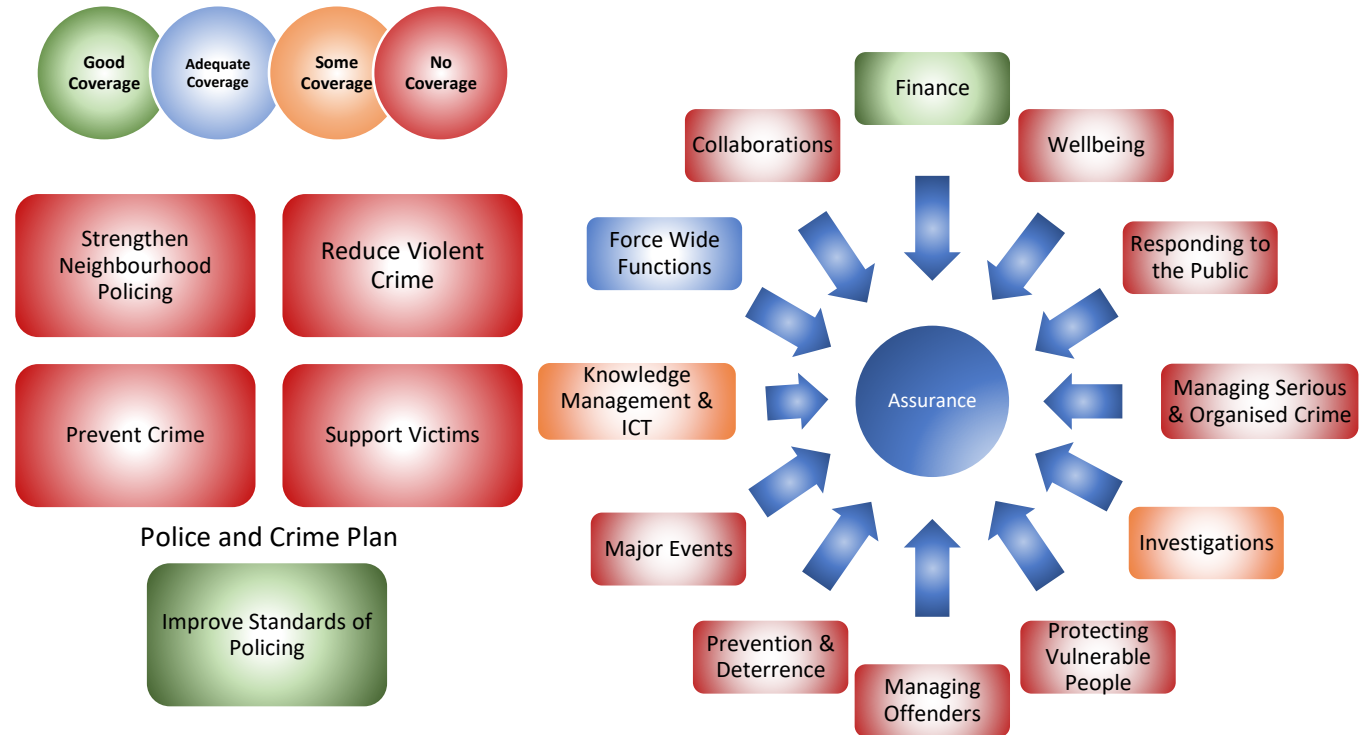 Good
Coverage
Adequate
Coverage
Some
Coverage
No
Coverage
Strengthen
Neighbourhood
Policing
Reduce Violent
Crime
Prevent Crime
Support Victims
Police and Crime Plan
Improve Standards of
Policing
Finance
Wellbeing
Responding to
the Public
Managing Serious
& Organised Crime
Investigations
Protecting
Vulnerable
People
Managing
Offenders
Prevention &
Deterrence
Major Events
Knowledge
Management &
ICT
Force Wide
Functions
Collaborations
Assurance